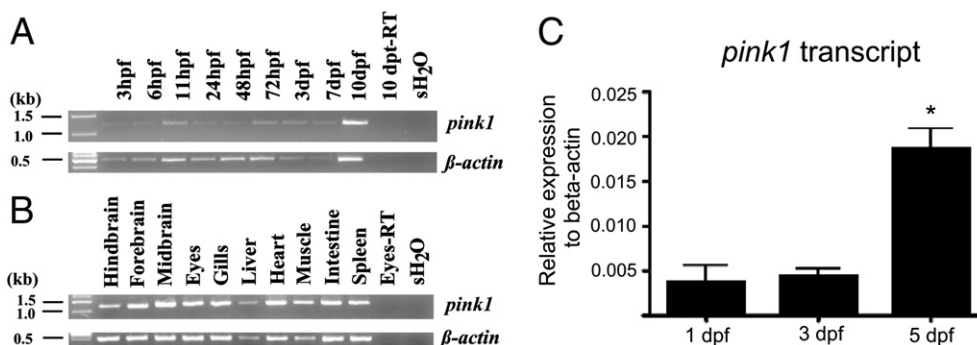 A
3hpf 6hpf 11hpf 24hpf 48hpf 72hpf 3dpf 7dpf 10dpf 10 dpt-RT sH2O
(kb)
1.5
1.0
pink1
0.5
ß-actin
B
Hindbrain Forebrain Midbrain Eyes Gills Liver Heart Muscle Intestine Spleen Eyes-RT sH2O
(kb)
1.5
1.0
pink1
0.5
ß-actin
C
pink1 transcript
Relative expression
to beta-actin
0.025
0.020
0.015
0.010
0.005
*
1 dpf 3 dpf 5 dpf